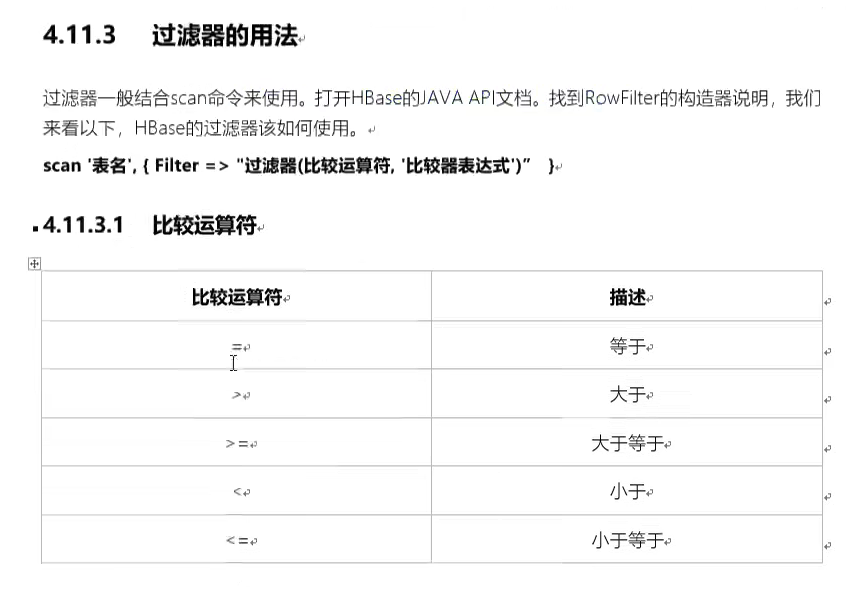 4.11.3 过滤器的用法
过滤器一般结合scan命令来使用。打开HBase的JAVA API文档。找到RowFilter的构造器说明，我们
来看以下，HBase的过滤器该如何使用。
scan '表名', { Filter => "过滤器(比较运算符, '比较器表达式')” }
4.11.3.1 比较运算符
比较运算符 描述
= 等于
> 大于
>= 大于等于
< 小于
<= 小于等于